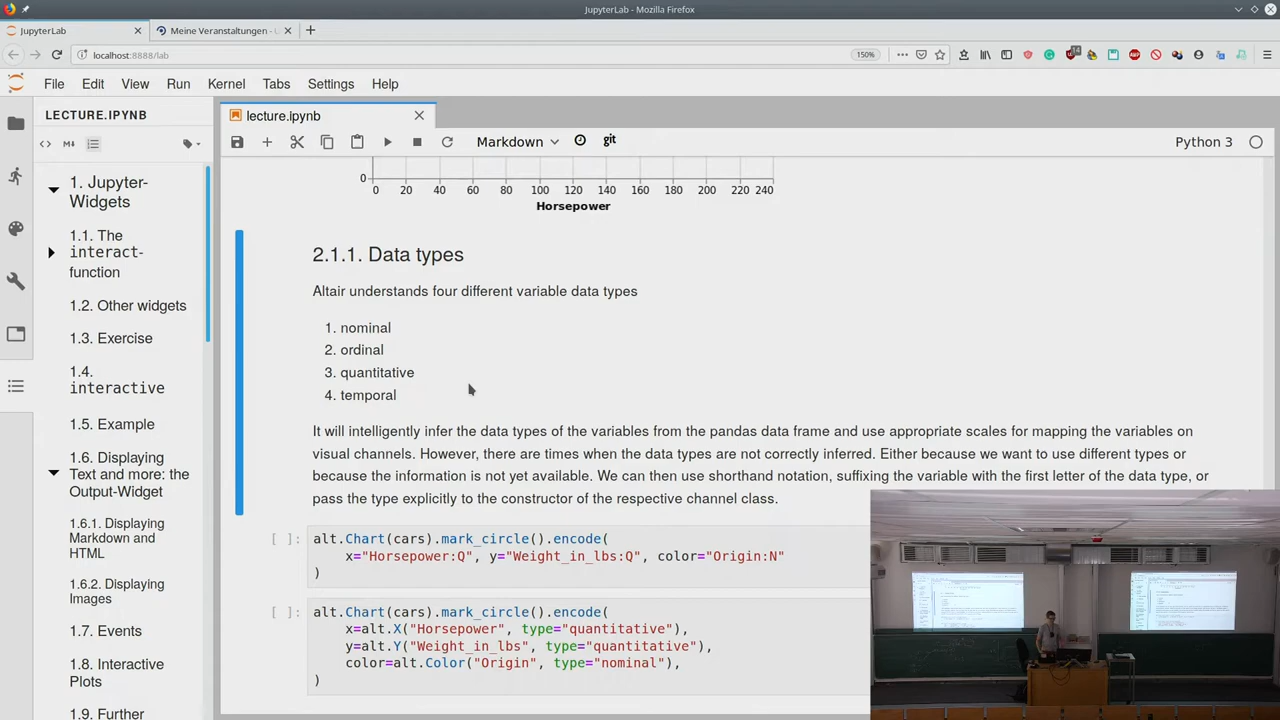 JupyterLab - Mozilla Firefox
JupyterLab
Meine Veranstaltungen - U
localhost:8888/lab
150%
14
ABP
File Edit View Run Kernel Tabs Settings Help
LECTURE.IPYNB
lecture.ipynb
Markdown
git
Python 3
1. Jupyter-
Widgets
1.1. The
interact-
function
1.2. Other widgets
1.3. Exercise
1.4.
interactive
1.5. Example
1.6. Displaying
Text and more: the
Output-Widget
1.6.1. Displaying
Markdown and
HTML
1.6.2. Displaying
Images
1.7. Events
1.8. Interactive
Plots
1.9. Further
0
0 20 40 60 80 100 120 140 160 180 200 220 240
Horsepower
2.1.1. Data types
Altair understands four different variable data types
1. nominal
2. ordinal
3. quantitative
4. temporal
It will intelligently infer the data types of the variables from the pandas data frame and use appropriate scales for mapping the variables on
visual channels. However, there are times when the data types are not correctly inferred. Either because we want to use different types or
because the information is not yet available. We can then use shorthand notation, suffixing the variable with the first letter of the data type, or
pass the type explicitly to the constructor of the respective channel class.
[ ]: alt.Chart(cars).mark_circle().encode(
x="Horsepower:Q", y="Weight_in_lbs:Q", color="Origin:N"
)
[ ]: alt.Chart(cars).mark_circle().encode(
x=alt.X("Horsepower", type="quantitative"),
y=alt.Y("Weight_in_lbs", type="quantitative"),
color=alt.Color("Origin", type="nominal"),
)